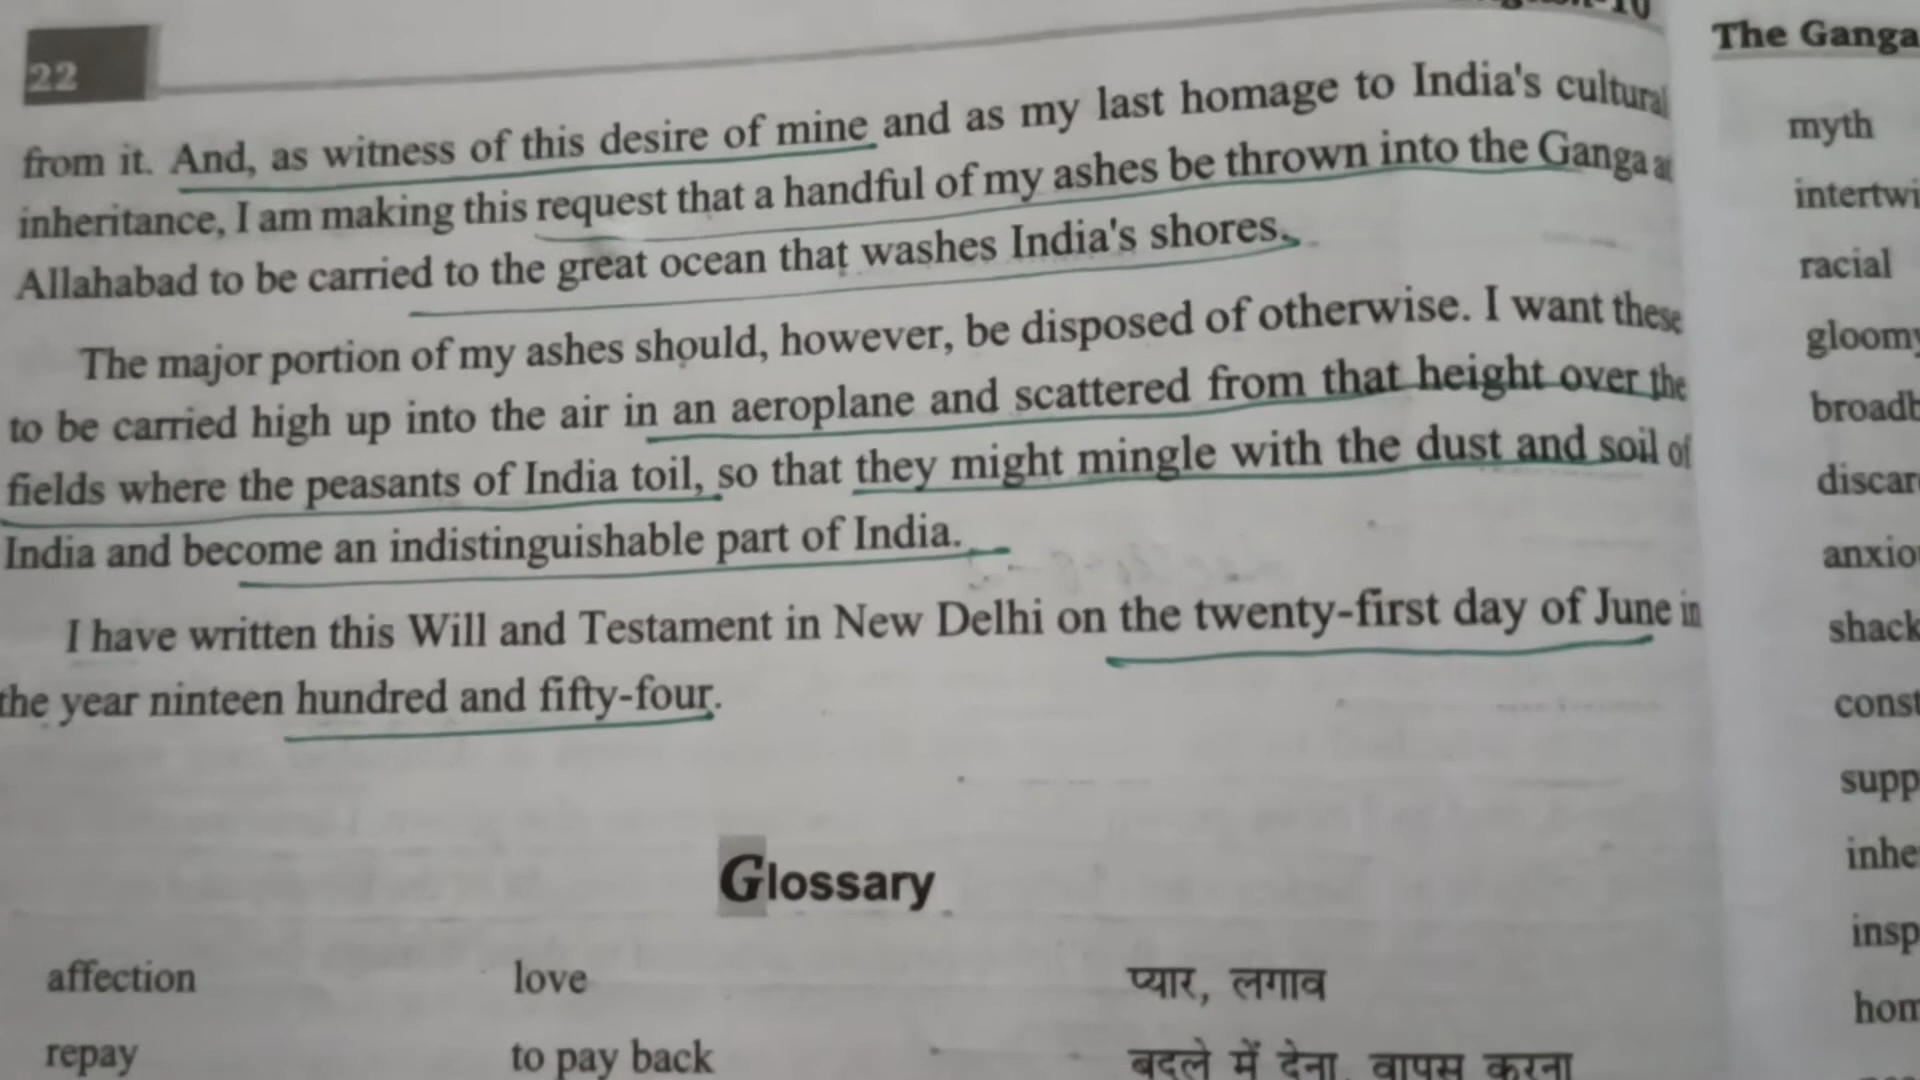 22
from it. And, as witness of this desire of mine and as my last homage to India's cultural
inheritance, I am making this request that a handful of my ashes be thrown into the Ganga at
Allahabad to be carried to the great ocean that washes India's shores.
The major portion of my ashes should, however, be disposed of otherwise. I want these
to be carried high up into the air in an aeroplane and scattered from that height over the
fields where the peasants of India toil, so that they might mingle with the dust and soil of
India and become an indistinguishable part of India.
I have written this Will and Testament in New Delhi on the twenty-first day of June in
the year ninteen hundred and fifty-four.
Glossary
affection love प्यार, लगाव
repay to pay back बदले में देना, वापस करना
The Ganga
myth
racial